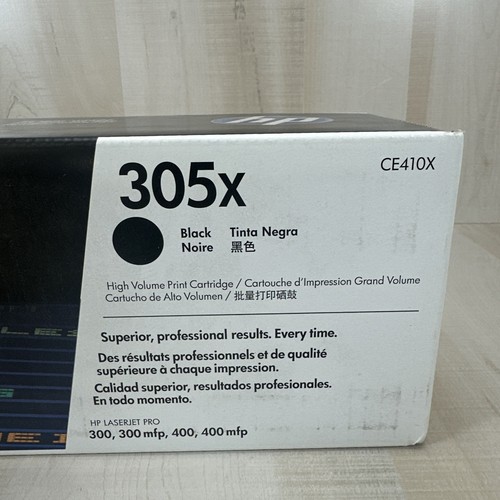 hp
305x
CE410X
Black Tinta Negra
Noire 黑色
High Volume Print Cartridge / Cartouche d'Impression Grand Volume
Cartucho de Alto Volumen / 批量打印硒鼓
Superior, professional results. Every time.
Des résultats professionnels et de qualité
supérieure à chaque impression.
Calidad superior, resultados profesionales.
En todo momento.
HP LASERJET PRO
300, 300 mfp, 400, 400 mfp